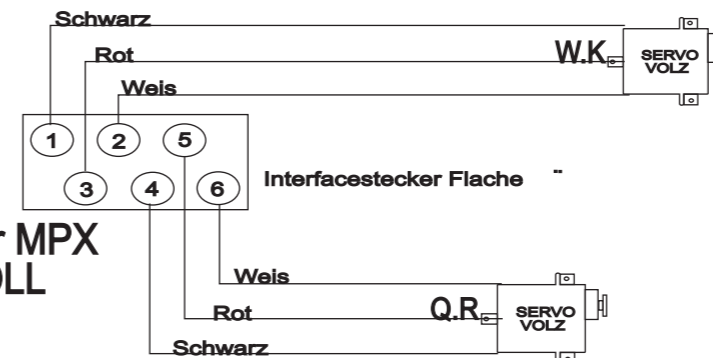 Schwarz
Rot
W.K
SERVO
VOLZ
Weis
1 2 5
3 4 6
Interfacestecker Flache ¨
MPX
Weis
Rot
Q.R
SERVO
VOLZ
Schwarz